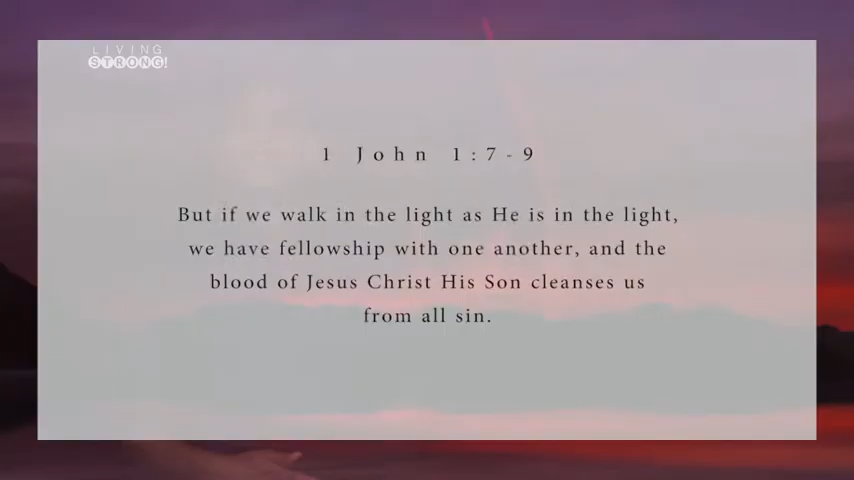 LIVING
STRONG!
1 John 1:7-9
But if we walk in the light as He is in the light,
we have fellowship with one another, and the
blood of Jesus Christ His Son cleanses us
from all sin.